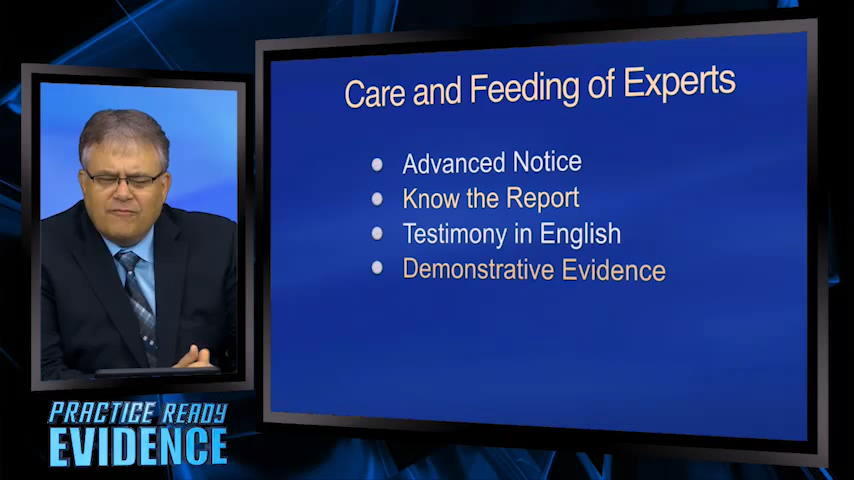 Care and Feeding of Experts
Advanced Notice
Know the Report
Testimony in English
Demonstrative Evidence
PRACTICE READY
EVIDENCE